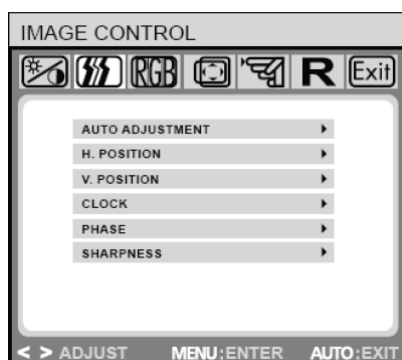 IMAGE CONTROL
RGB R Exit
AUTO ADJUSTMENT
H. POSITION
V. POSITION
CLOCK
PHASE
SHARPNESS
< > ADJUST MENU:ENTER AUTO:EXIT